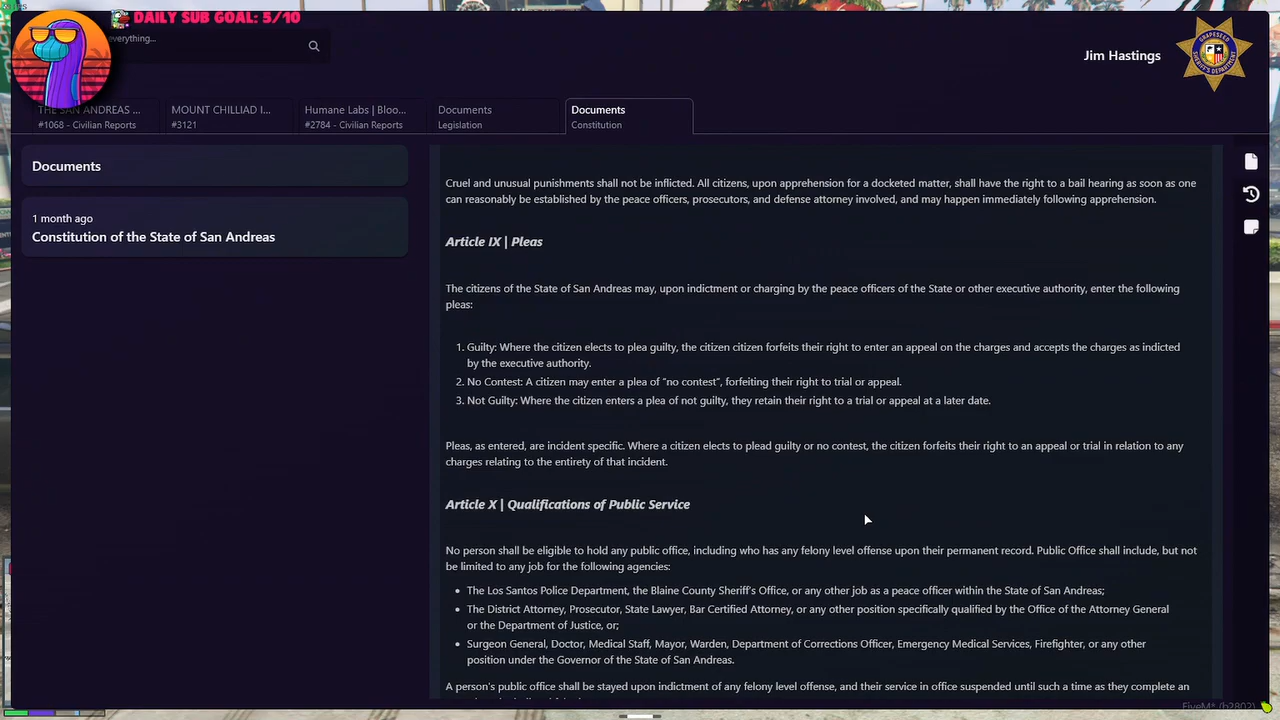 DAILY SUB GOAL: 5/10
everything...
Jim Hastings
GRAPESEED
SHERIFF'S DEPARTMENT
THE SAN ANDREAS ...
#1068 - Civilian Reports
MOUNT CHILLIAD I...
#3121
Humane Labs | Bloo...
#2784 - Civilian Reports
Documents
Legislation
Documents
Constitution
Documents
1 month ago
Constitution of the State of San Andreas
Cruel and unusual punishments shall not be inflicted. All citizens, upon apprehension for a docketed matter, shall have the right to a bail hearing as soon as one
can reasonably be established by the peace officers, prosecutors, and defense attorney involved, and may happen immediately following apprehension.
Article IX | Pleas
The citizens of the State of San Andreas may, upon indictment or charging by the peace officers of the State or other executive authority, enter the following
pleas:
1. Guilty: Where the citizen elects to plea guilty, the citizen citizen forfeits their right to enter an appeal on the charges and accepts the charges as indicted
by the executive authority.
2. No Contest: A citizen may enter a plea of "no contest", forfeiting their right to trial or appeal.
3. Not Guilty: Where the citizen enters a plea of not guilty, they retain their right to a trial or appeal at a later date.
Pleas, as entered, are incident specific. Where a citizen elects to plead guilty or no contest, the citizen forfeits their right to an appeal or trial in relation to any
charges relating to the entirety of that incident.
Article X | Qualifications of Public Service
No person shall be eligible to hold any public office, including who has any felony level offense upon their permanent record. Public Office shall include, but not
be limited to any job for the following agencies:
• The Los Santos Police Department, the Blaine County Sheriff's Office, or any other job as a peace officer within the State of San Andreas;
• The District Attorney, Prosecutor, State Lawyer, Bar Certified Attorney, or any other position specifically qualified by the Office of the Attorney General
or the Department of Justice, or;
• Surgeon General, Doctor, Medical Staff, Mayor, Warden, Department of Corrections Officer, Emergency Medical Services, Firefighter, or any other
position under the Governor of the State of San Andreas.
A person's public office shall be stayed upon indictment of any felony level offense, and their service in office suspended until such a time as they complete an
FiveM* (b2802)